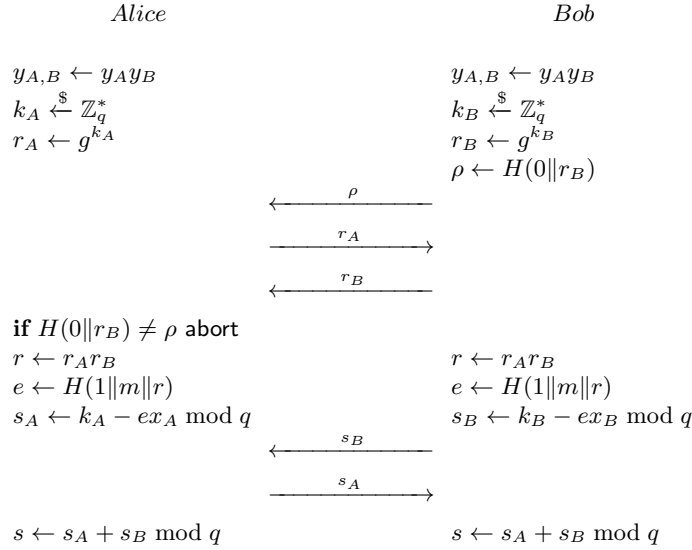 Alice Bob
y_{A,B} ← y_A y_B y_{A,B} ← y_A y_B
k_A ←$ ℤ_q^* k_B ←$ ℤ_q^*
r_A ← g^{k_A} r_B ← g^{k_B}
ρ ← H(0‖r_B)
ρ
r_A
r_B
if H(0‖r_B) ≠ ρ abort
r ← r_A r_B r ← r_A r_B
e ← H(1‖m‖r) e ← H(1‖m‖r)
s_A ← k_A − ex_A mod q s_B ← k_B − ex_B mod q
s_B
s_A
s ← s_A + s_B mod q s ← s_A + s_B mod q